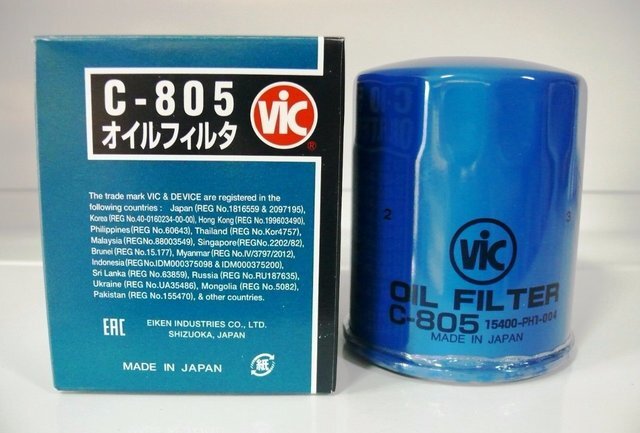 C-805
オイルフィルタ
VIC
®
The trade mark VIC & DEVICE are registered in the
following countries : Japan (REG No.1816559 & 2097195),
Korea (REG No.40-0160234-00-00), Hong Kong (REG No.199603490),
Philippines(REG No.60643), Thailand (REG No.Kor4757),
Malaysia (REG No.88003549), Singapore(REGNo.2202/82),
Brunei (REG No.15.177), Myanmar (REG No.IV/3797/2012),
Indonesia(REG No.IDM000375098 & IDM000375200),
Sri Lanka (REG No.63859), Russia (REG No.RU187635),
Ukraine (REG No.UA35486), Mongolia (REG No.5082),
Pakistan (REG No.155470), & other countries.
EAC
EIKEN INDUSTRIES CO., LTD.
SHIZUOKA, JAPAN
MADE IN JAPAN
紙
2
3
VIC
OIL FILTER
C-805 15400-PH1-004
MADE IN JAPAN